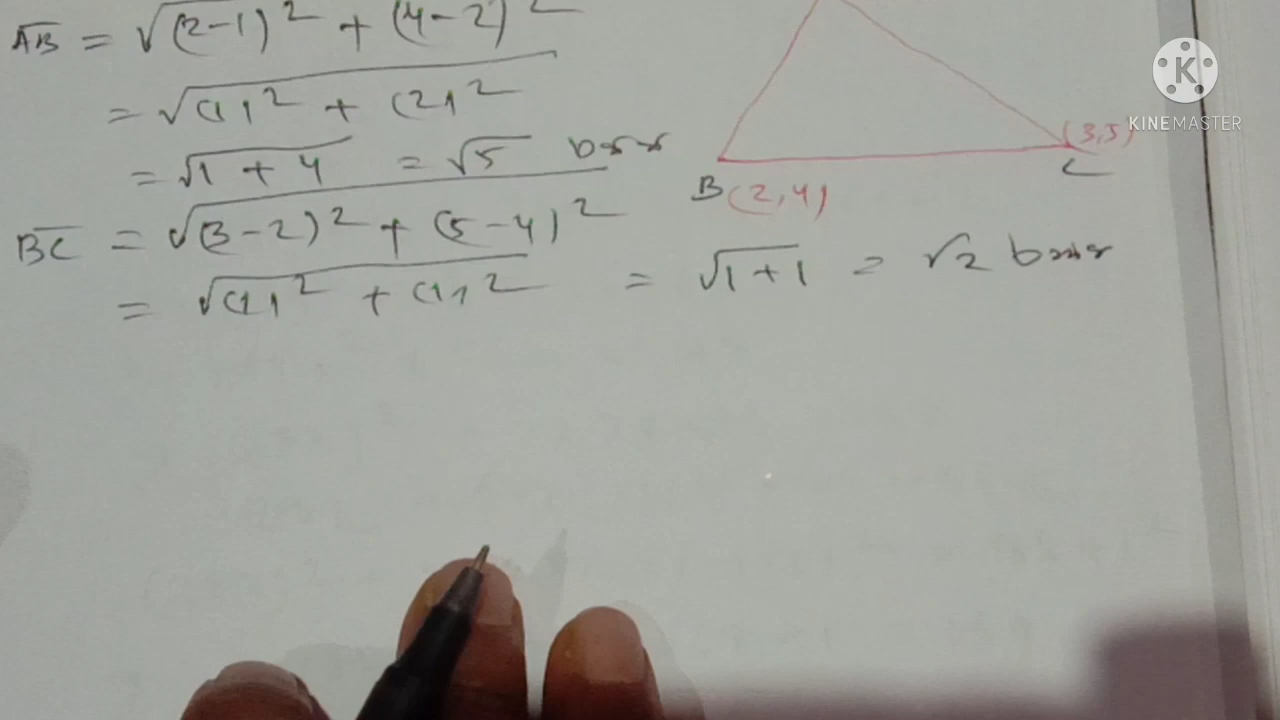 AB = √(2-1)² + (4-2)²
= √(1)² + (2)²
= √1 + 4 = √5
BC = √(3-2)² + (5-4)²
= √(1)² + (1)² = √1+1 = √2
(3,5)
C
B (2,4)
K
KINEMASTER